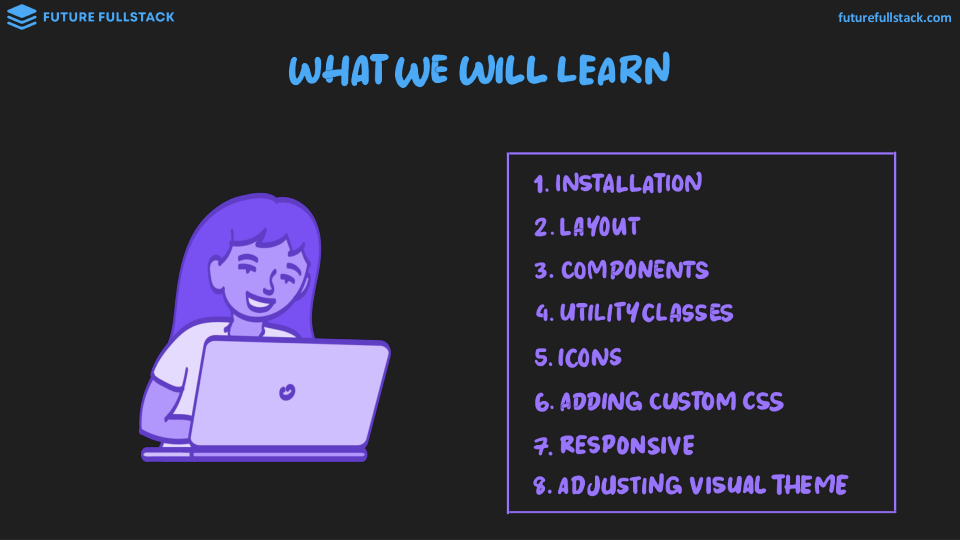 FUTURE FULLSTACK
futurefullstack.com
WHAT WE WILL LEARN
1. INSTALLATION
2. LAYOUT
3. COMPONENTS
4. UTILITY CLASSES
5. ICONS
6. ADDING CUSTOM CSS
7. RESPONSIVE
8. ADJUSTING VISUAL THEME